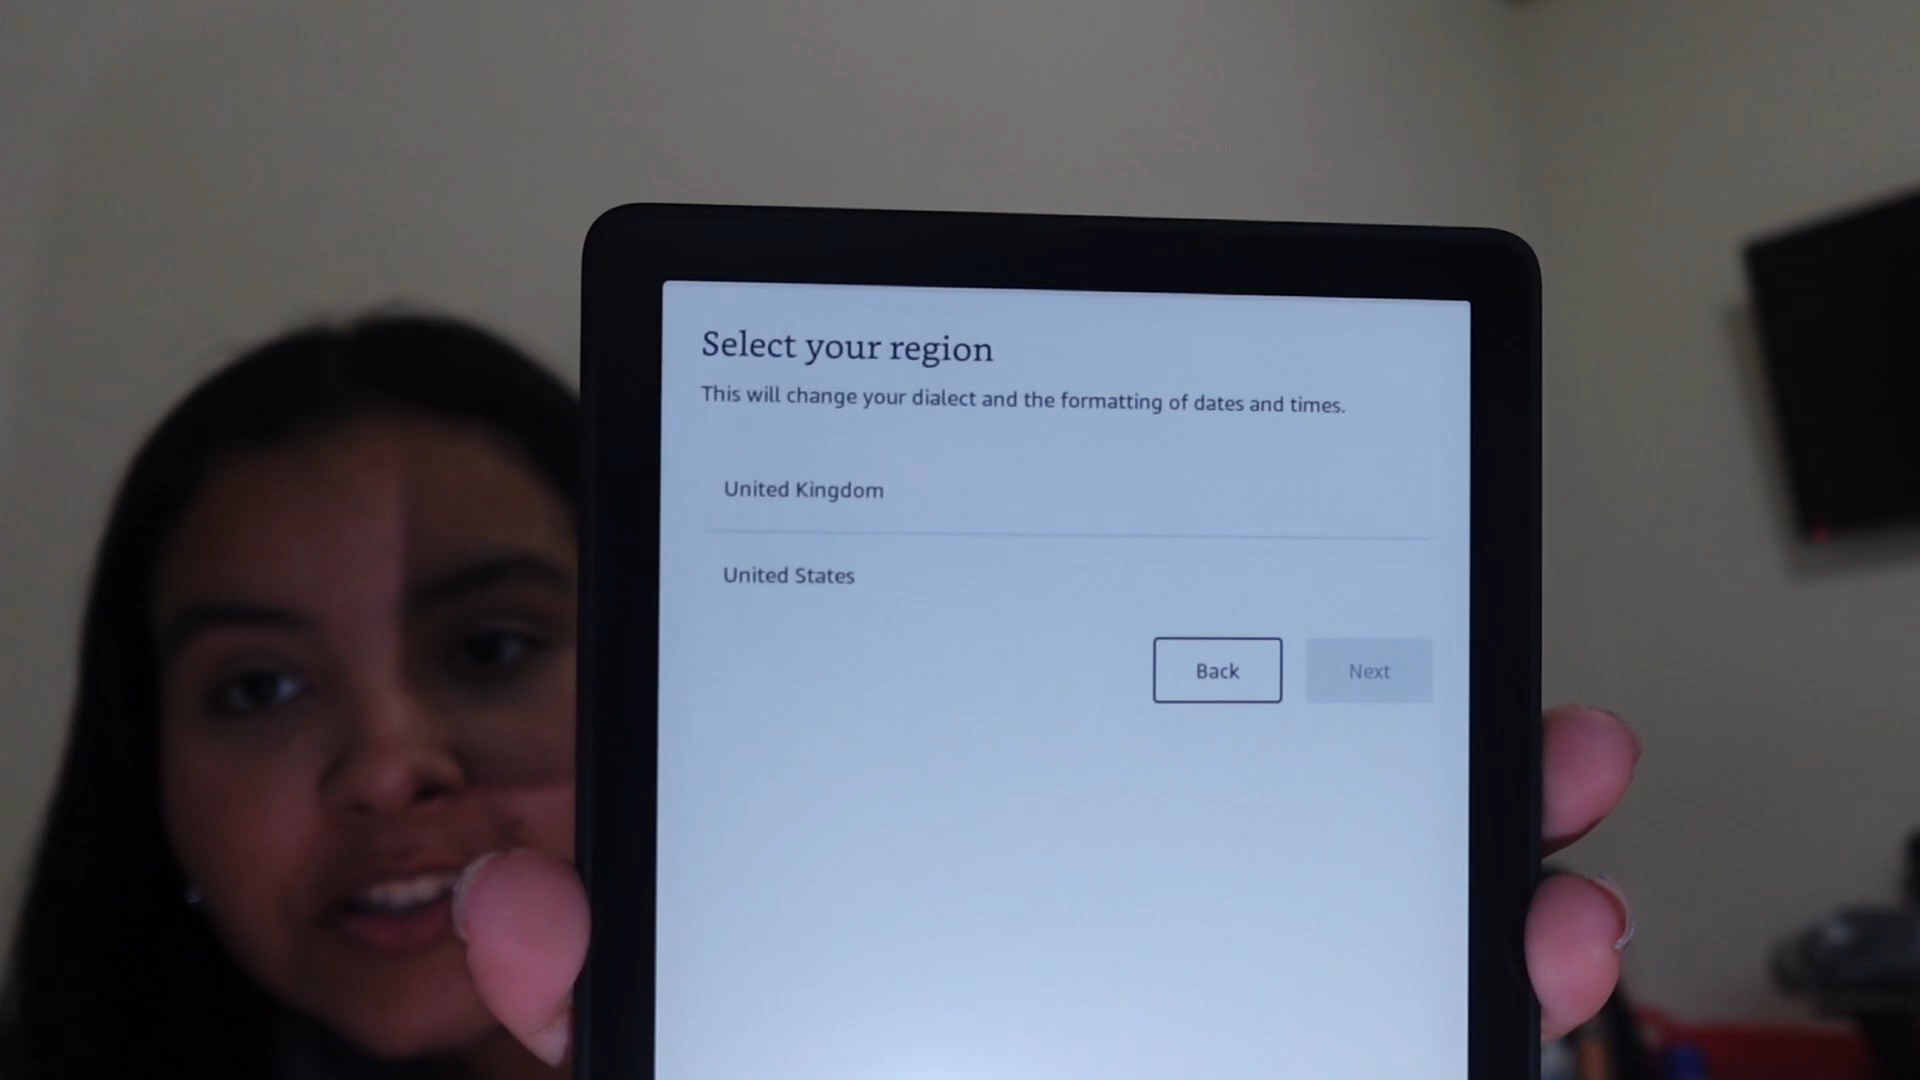 Select your region
This will change your dialect and the formatting of dates and times.
United Kingdom
United States
Back
Next